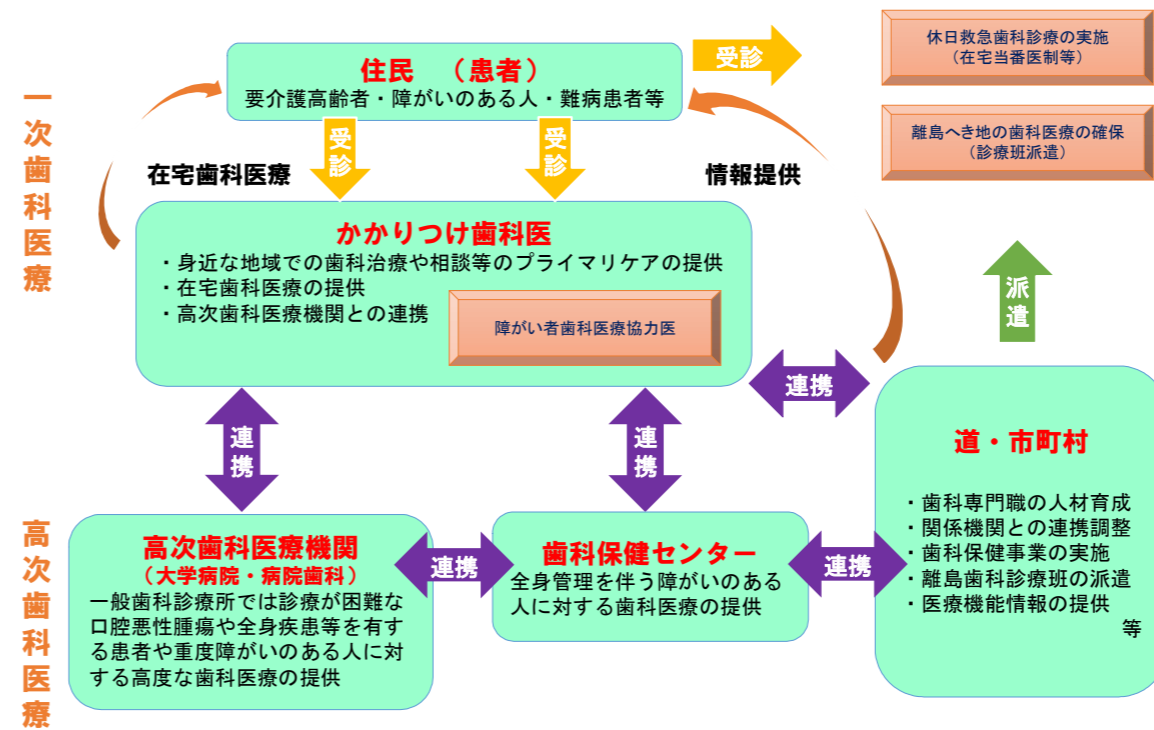 一次歯科医療
住民　（患者）
要介護高齢者・障がいのある人・難病患者等
受診
休日救急歯科診療の実施
（在宅当番医制等）
離島へき地の歯科医療の確保
（診療班派遣）
受診
受診
在宅歯科医療
情報提供
かかりつけ歯科医
・身近な地域での歯科治療や相談等のプライマリケアの提供
・在宅歯科医療の提供
・高次歯科医療機関との連携
障がい者歯科医療協力医
派遣
連携
連携
連携
道・市町村
・歯科専門職の人材育成
・関係機関との連携調整
・歯科保健事業の実施
・離島歯科診療班の派遣
・医療機能情報の提供
等
高次歯科医療
高次歯科医療機関
（大学病院・病院歯科）
一般歯科診療所では診療が困難な
口腔悪性腫瘍や全身疾患等を有す
る患者や重度障がいのある人に対
する高度な歯科医療の提供
連携
歯科保健センター
全身管理を伴う障がいのある
人に対する歯科医療の提供
連携